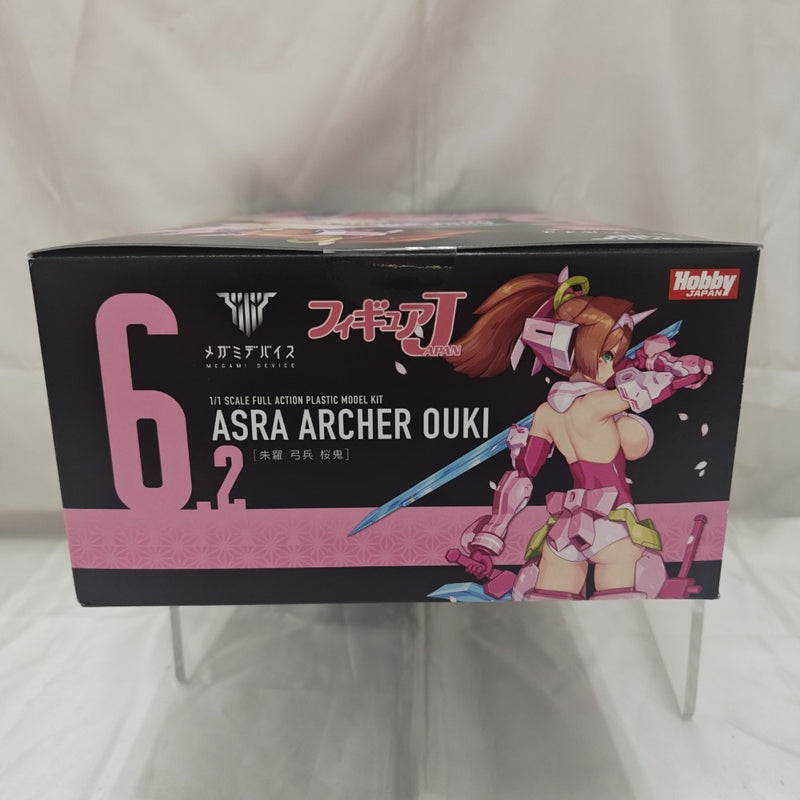 6.2
メガミデバイス
MEGAMI DEVICE
フィギュアJAPAN
Hobby
JAPAN
1/1 SCALE FULL ACTION PLASTIC MODEL KIT
ASRA ARCHER OUKI
[朱羅 弓兵 桜鬼]